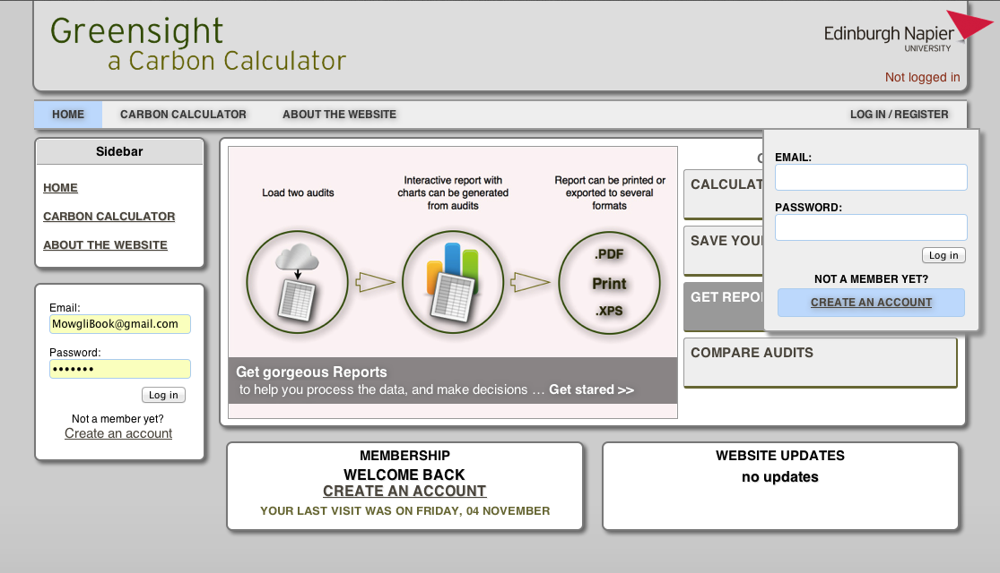 Greensight
a Carbon Calculator
Edinburgh Napier
UNIVERSITY
Not logged in
HOME
CARBON CALCULATOR
ABOUT THE WEBSITE
LOG IN / REGISTER
Sidebar
HOME
CARBON CALCULATOR
ABOUT THE WEBSITE
Email:
MowgliBook@gmail.com
Password:
•••••••
Log in
Not a member yet?
Create an account
Load two audits
Interactive report with
charts can be generated
from audits
Report can be printed or
exported to several
formats
.PDF
Print
.XPS
Get gorgeous Reports
to help you process the data, and make decisions … Get stared >>
CALCULAT
SAVE YOU
GET REPO
COMPARE AUDITS
EMAIL:
PASSWORD:
Log in
NOT A MEMBER YET?
CREATE AN ACCOUNT
MEMBERSHIP
WELCOME BACK
CREATE AN ACCOUNT
YOUR LAST VISIT WAS ON FRIDAY, 04 NOVEMBER
WEBSITE UPDATES
no updates